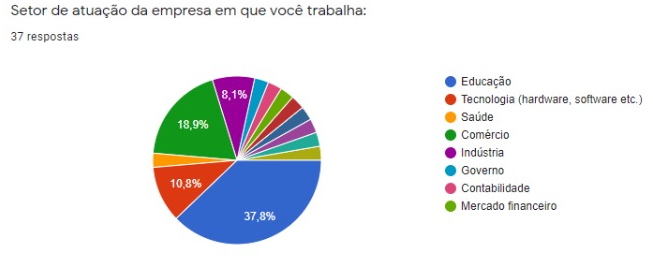 Setor de atuação da empresa em que você trabalha:
37 respostas
8,1%
18,9%
10,8%
37,8%
Educação
Tecnologia (hardware, software etc.)
Saúde
Comércio
Indústria
Governo
Contabilidade
Mercado financeiro